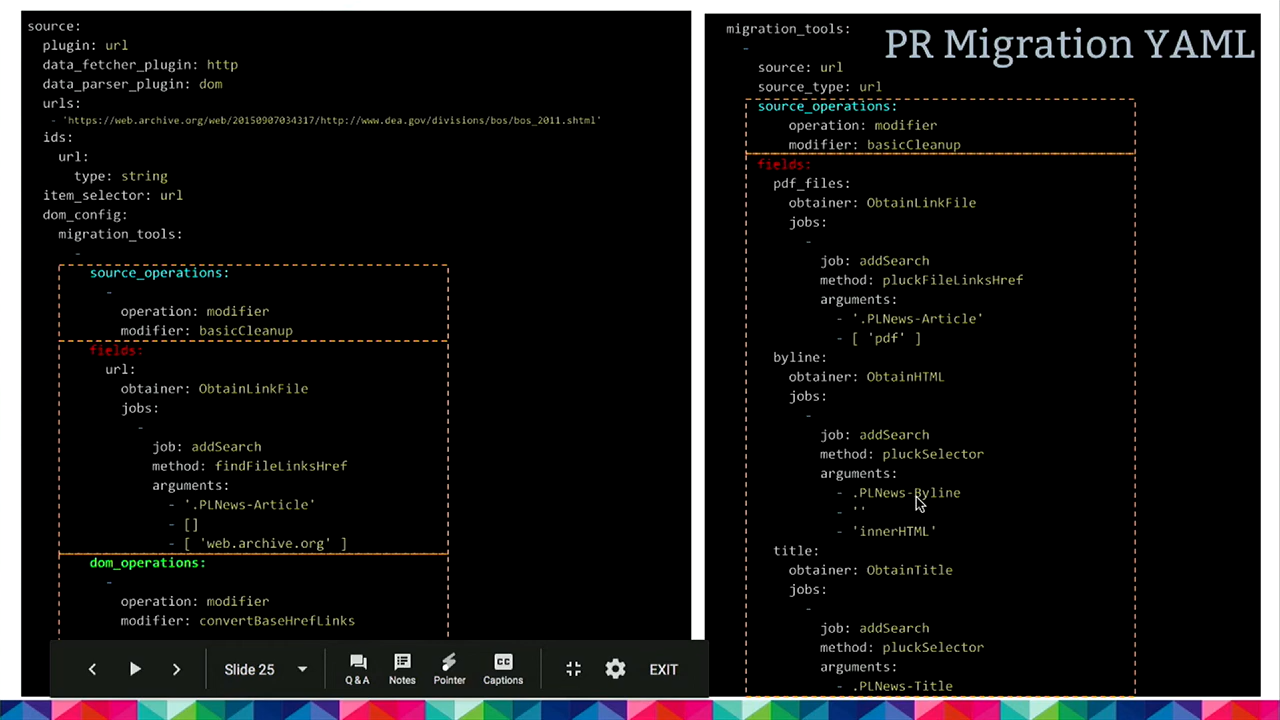 source:
plugin: url
data_fetcher_plugin: http
data_parser_plugin: dom
urls:
- 'https://web.archive.org/web/20150907034317/http://www.dea.gov/divisions/bos/bos_2011.shtml'
ids:
url:
type: string
item_selector: url
dom_config:
migration_tools:
-
source_operations:
-
operation: modifier
modifier: basicCleanup
fields:
url:
obtainer: ObtainLinkFile
jobs:
-
job: addSearch
method: findFileLinksHref
arguments:
- '.PLNews-Article'
- []
- [ 'web.archive.org' ]
dom_operations:
-
operation: modifier
modifier: convertBaseHrefLinks
PR Migration YAML
migration_tools:
-
source: url
source_type: url
source_operations:
operation: modifier
modifier: basicCleanup
fields:
pdf_files:
obtainer: ObtainLinkFile
jobs:
-
job: addSearch
method: pluckFileLinksHref
arguments:
- '.PLNews-Article'
- [ 'pdf' ]
byline:
obtainer: ObtainHTML
jobs:
-
job: addSearch
method: pluckSelector
arguments:
- .PLNews-Byline
- ''
- 'innerHTML'
title:
obtainer: ObtainTitle
jobs:
-
job: addSearch
method: pluckSelector
arguments:
- .PLNews-Title
Slide 25
Q & A
Notes
Pointer
CC
Captions
EXIT